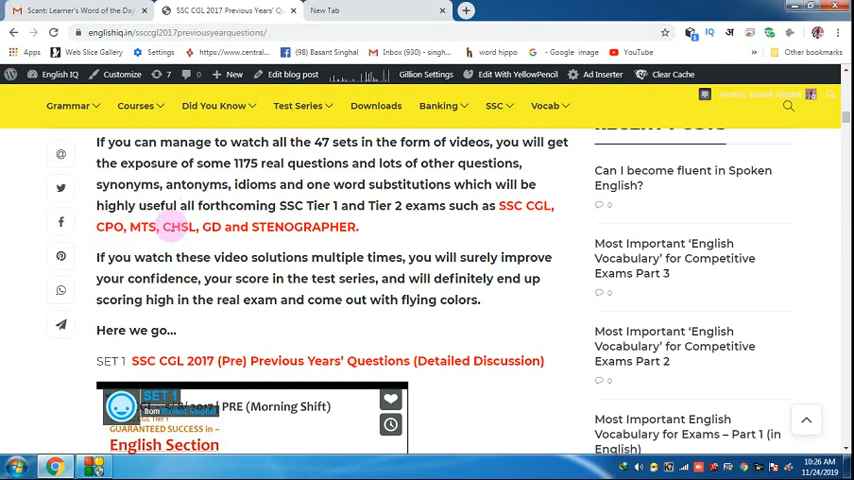 Scant: Learner's Word of the Day
SSC CGL 2017 Previous Years' Qu
New Tab
englishiq.in/ssccgl2017previousyearquestions/
Apps
Web Slice Gallery
Settings
https://www.central...
(98) Basant Singhal
Inbox (930) - singh...
word hippo
Google image
YouTube
Other bookmarks
English IQ
Customize
7
0
New
Edit blog post
Gillion Settings
Edit With YellowPencil
Ad Inserter
Clear Cache
Grammar
Courses
Did You Know
Test Series
Downloads
Banking
SSC
Vocab
Howdy, Basant Singhal
RECENT POSTS
If you can manage to watch all the 47 sets in the form of videos, you will get
the exposure of some 1175 real questions and lots of other questions,
synonyms, antonyms, idioms and one word substitutions which will be
highly useful all forthcoming SSC Tier 1 and Tier 2 exams such as SSC CGL,
CPO, MTS, CHSL, GD and STENOGRAPHER.
If you watch these video solutions multiple times, you will surely improve
your confidence, your score in the test series, and will definitely end up
scoring high in the real exam and come out with flying colors.
Here we go...
SET 1 SSC CGL 2017 (Pre) Previous Years' Questions (Detailed Discussion)
SET 1
from Basant Singhal
PRE (Morning Shift)
GUARANTEED SUCCESS in –
English Section
Can I become fluent in Spoken
English?
0
Most Important 'English
Vocabulary' for Competitive
Exams Part 3
0
Most Important 'English
Vocabulary' for Competitive
Exams Part 2
0
Most Important English
Vocabulary for Exams – Part 1 (in
English)
10:26 AM
11/24/2019